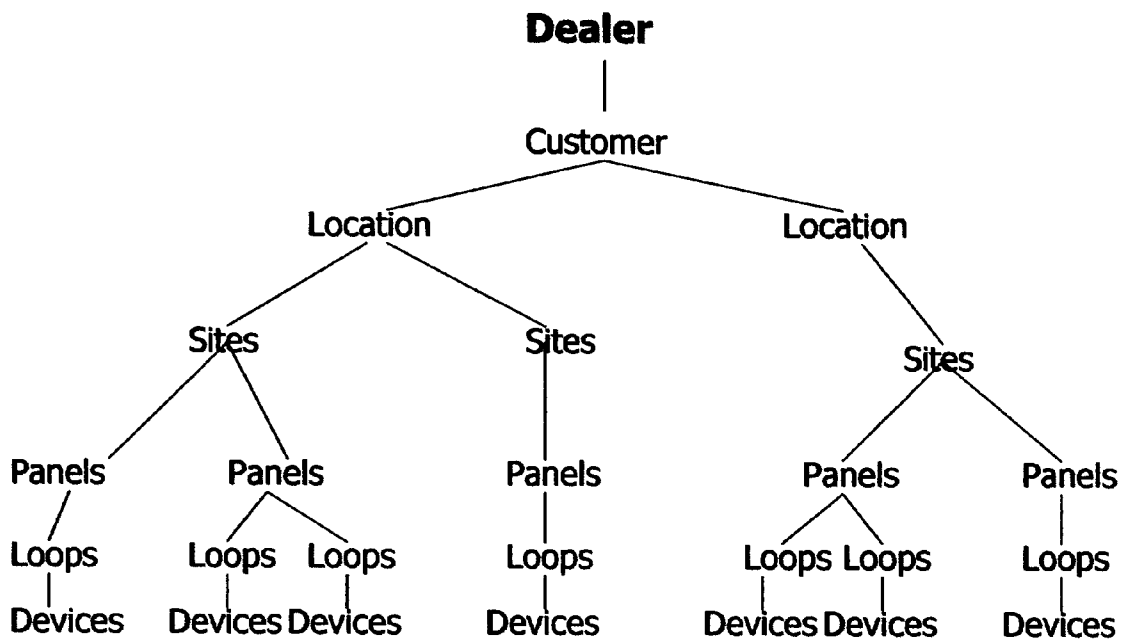 Dealer
Customer
Location Location
Sites Sites Sites
Panels Panels Panels Panels Panels
Loops Loops Loops Loops Loops Loops Loops
Devices Devices Devices Devices Devices Devices Devices